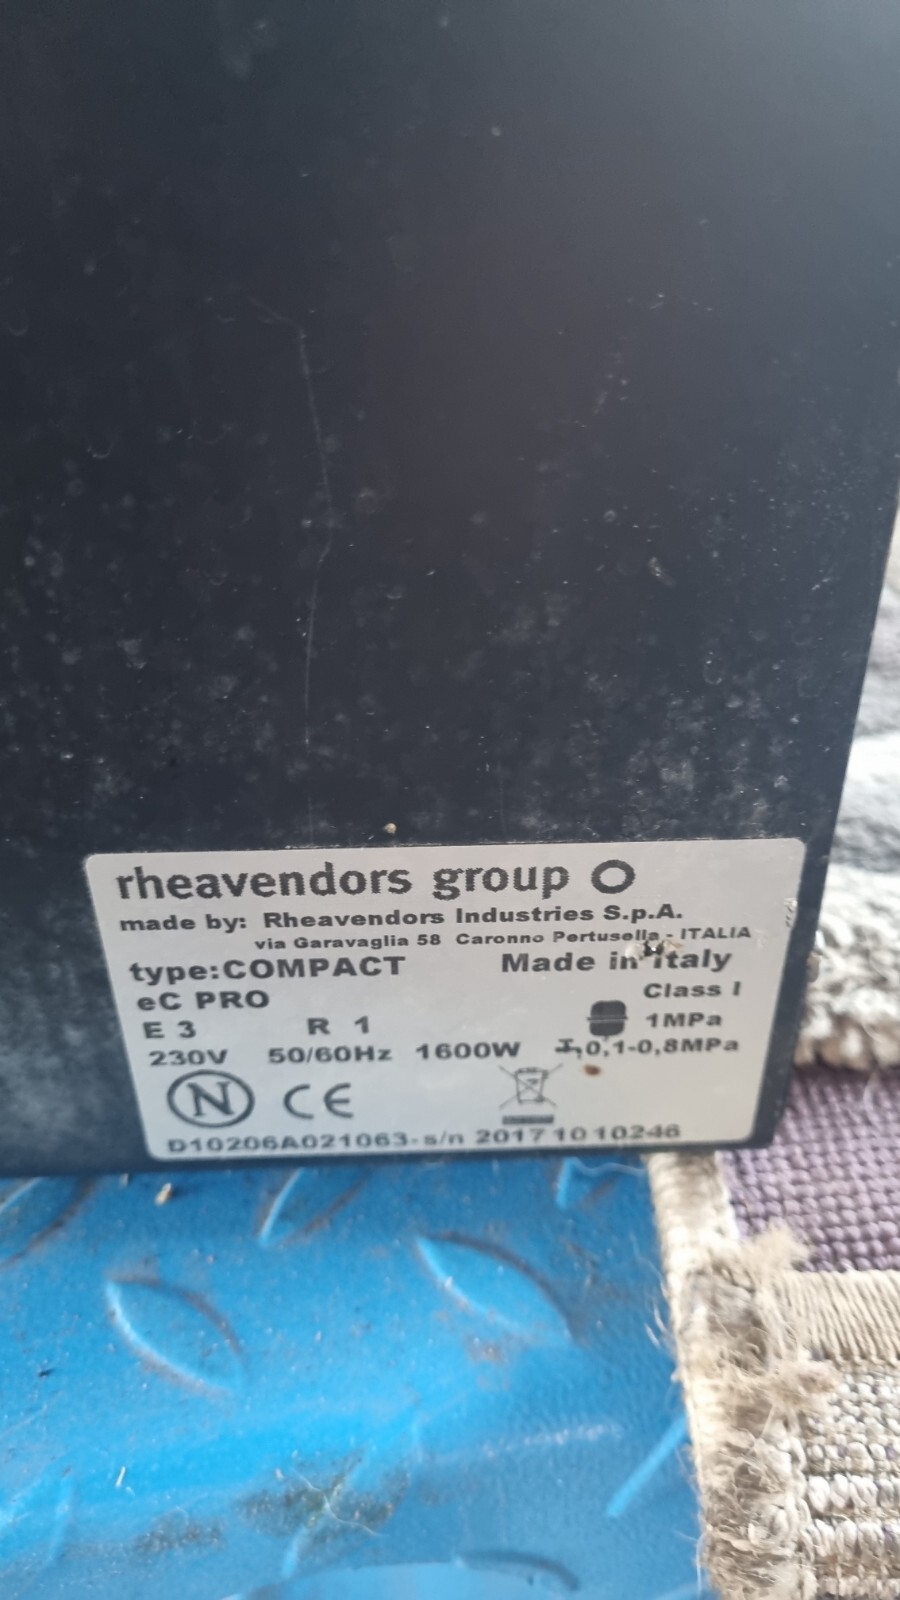 rheavendors group
made by: Rheavendors Industries S.p.A.
via Garavaglia 58 Caronno Pertusella - ITALIA
type:COMPACT Made in Italy
eC PRO Class I
E 3 R 1 1MPa
230V 50/60Hz 1600W 0,1-0,8MPa
N CE
D10206A021063-s/n 2017 10 10246